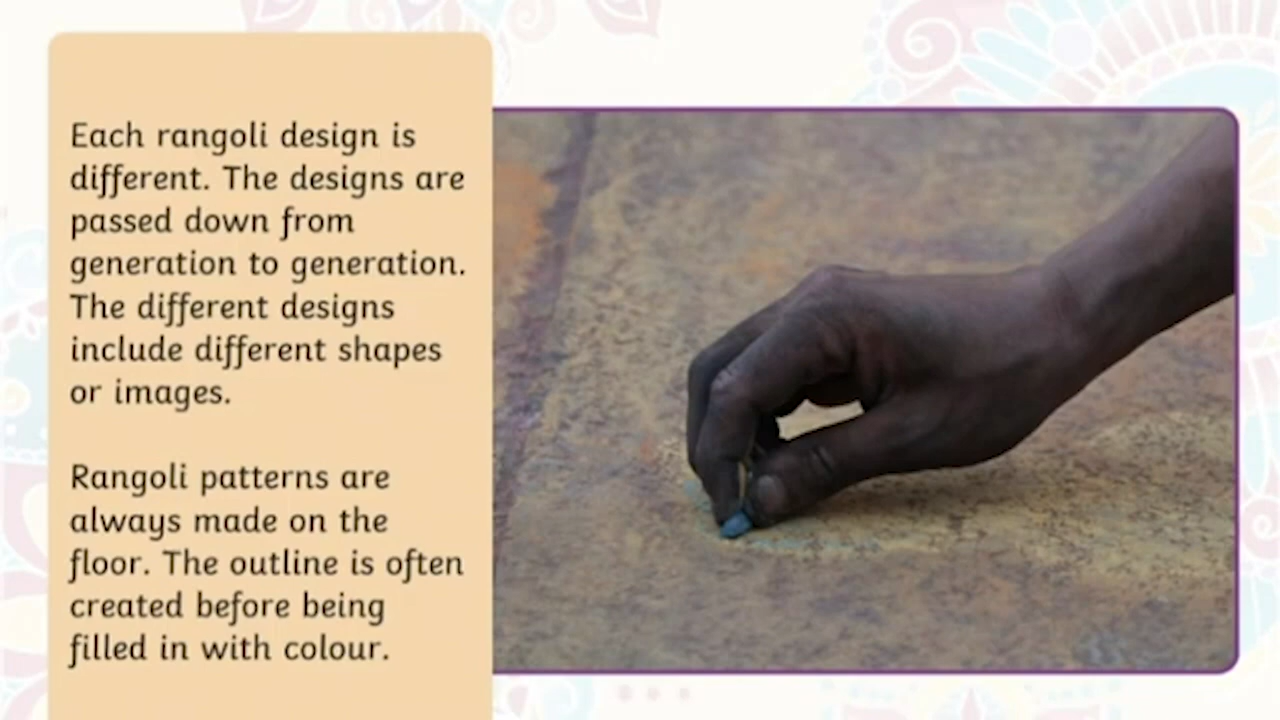 Each rangoli design is
different. The designs are
passed down from
generation to generation.
The different designs
include different shapes
or images.
Rangoli patterns are
always made on the
floor. The outline is often
created before being
filled in with colour.